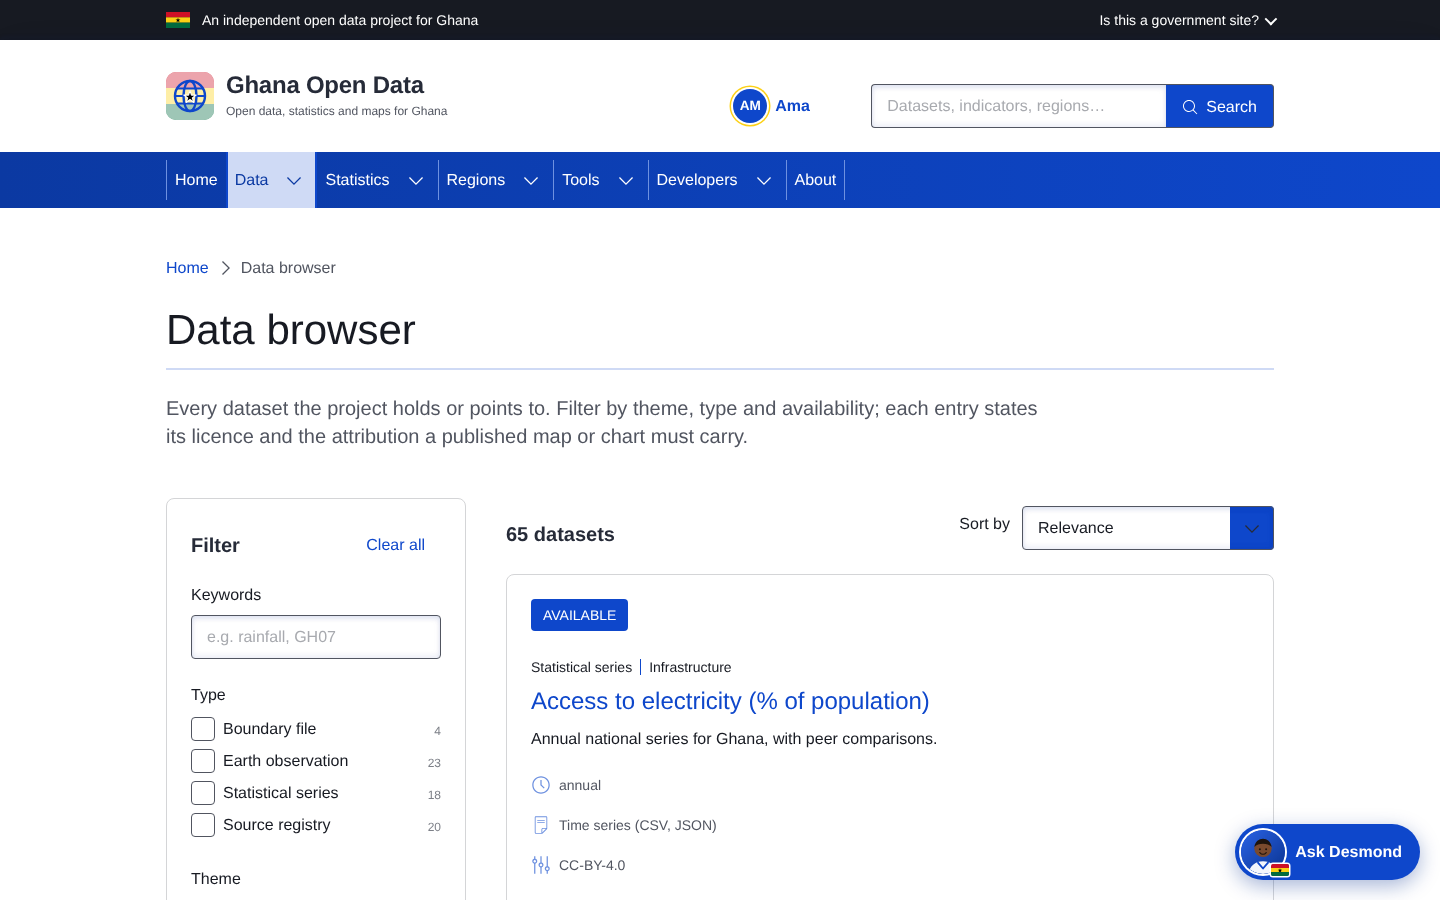 An independent open data project for Ghana
Is this a government site?
Ghana Open Data
Open data, statistics and maps for Ghana
AM
Ama
Datasets, indicators, regions…
Search
Home
Data
Statistics
Regions
Tools
Developers
About
Home
Data browser
Data browser
Every dataset the project holds or points to. Filter by theme, type and availability; each entry states
its licence and the attribution a published map or chart must carry.
Filter
Clear all
Keywords
e.g. rainfall, GH07
Type
Boundary file 4
Earth observation 23
Statistical series 18
Source registry 20
Theme
65 datasets
Sort by
Relevance
AVAILABLE
Statistical series
Infrastructure
Access to electricity (% of population)
Annual national series for Ghana, with peer comparisons.
annual
Time series (CSV, JSON)
CC-BY-4.0
Ask Desmond